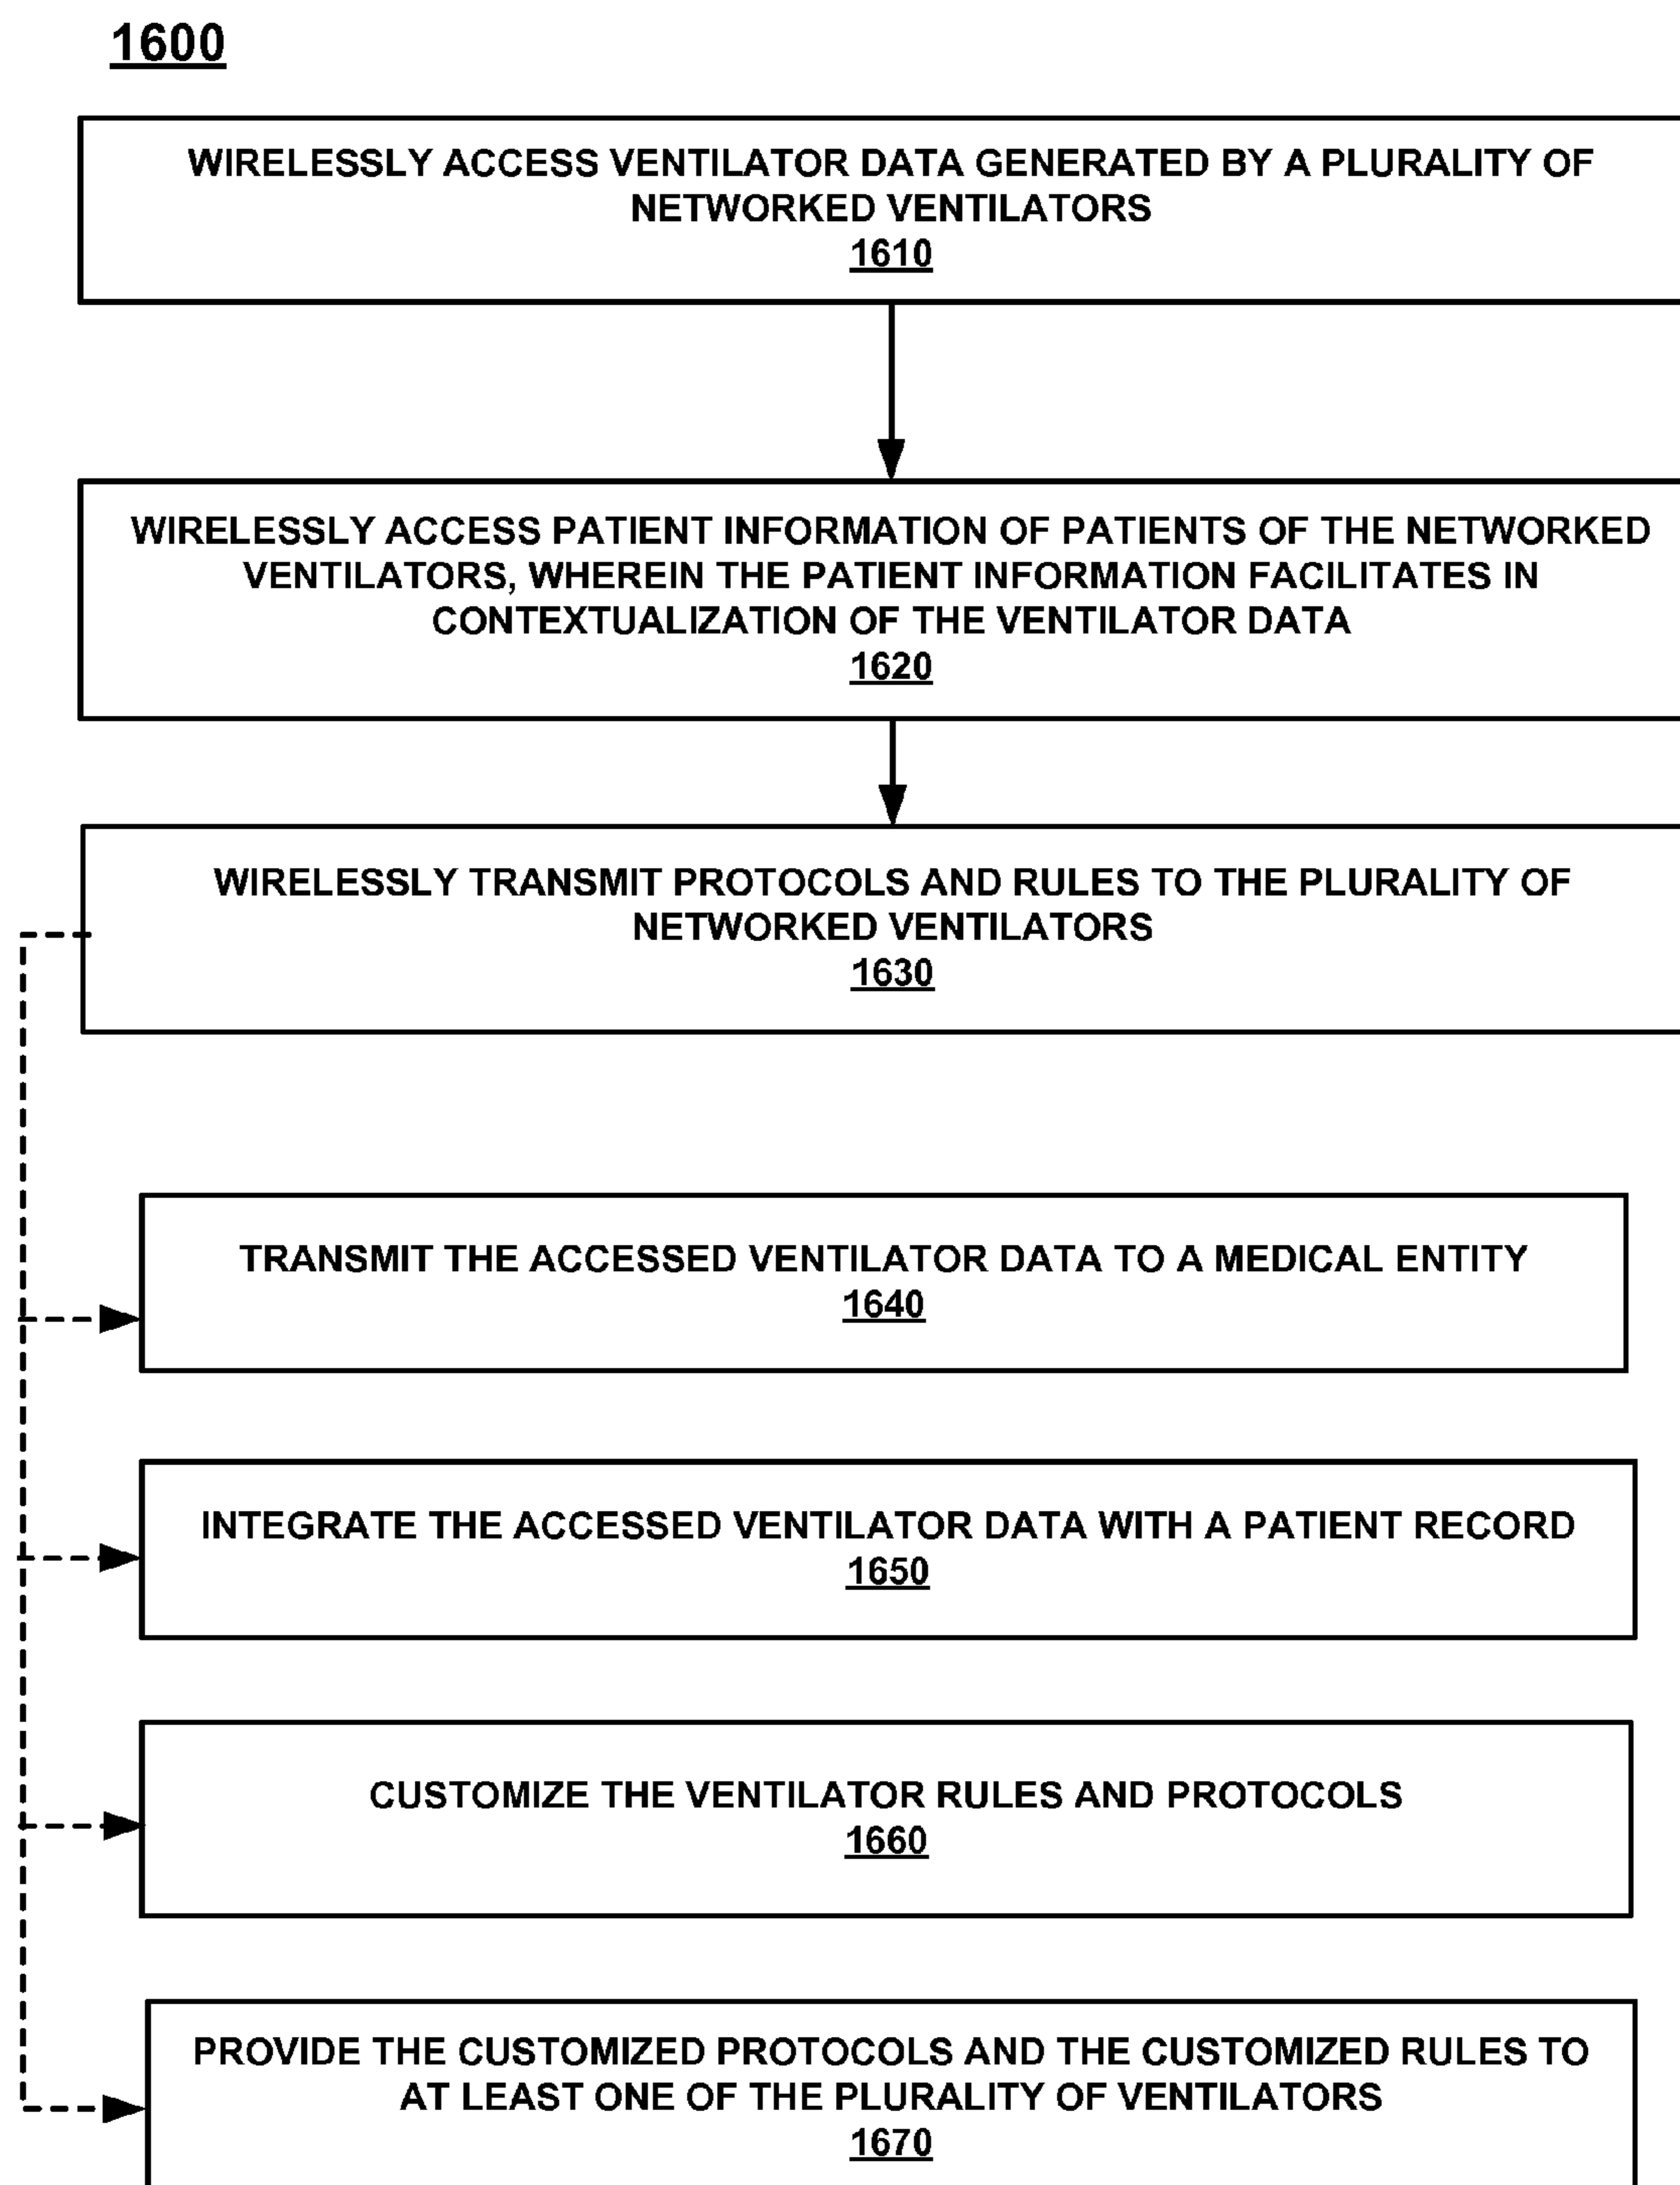 1600
WIRELESSLY ACCESS VENTILATOR DATA GENERATED BY A PLURALITY OF
NETWORKED VENTILATORS
1610
WIRELESSLY ACCESS PATIENT INFORMATION OF PATIENTS OF THE NETWORKED
VENTILATORS, WHEREIN THE PATIENT INFORMATION FACILITATES IN
CONTEXTUALIZATION OF THE VENTILATOR DATA
1620
WIRELESSLY TRANSMIT PROTOCOLS AND RULES TO THE PLURALITY OF
NETWORKED VENTILATORS
1630
TRANSMIT THE ACCESSED VENTILATOR DATA TO A MEDICAL ENTITY
1640
INTEGRATE THE ACCESSED VENTILATOR DATA WITH A PATIENT RECORD
1650
CUSTOMIZE THE VENTILATOR RULES AND PROTOCOLS
1660
PROVIDE THE CUSTOMIZED PROTOCOLS AND THE CUSTOMIZED RULES TO
AT LEAST ONE OF THE PLURALITY OF VENTILATORS
1670